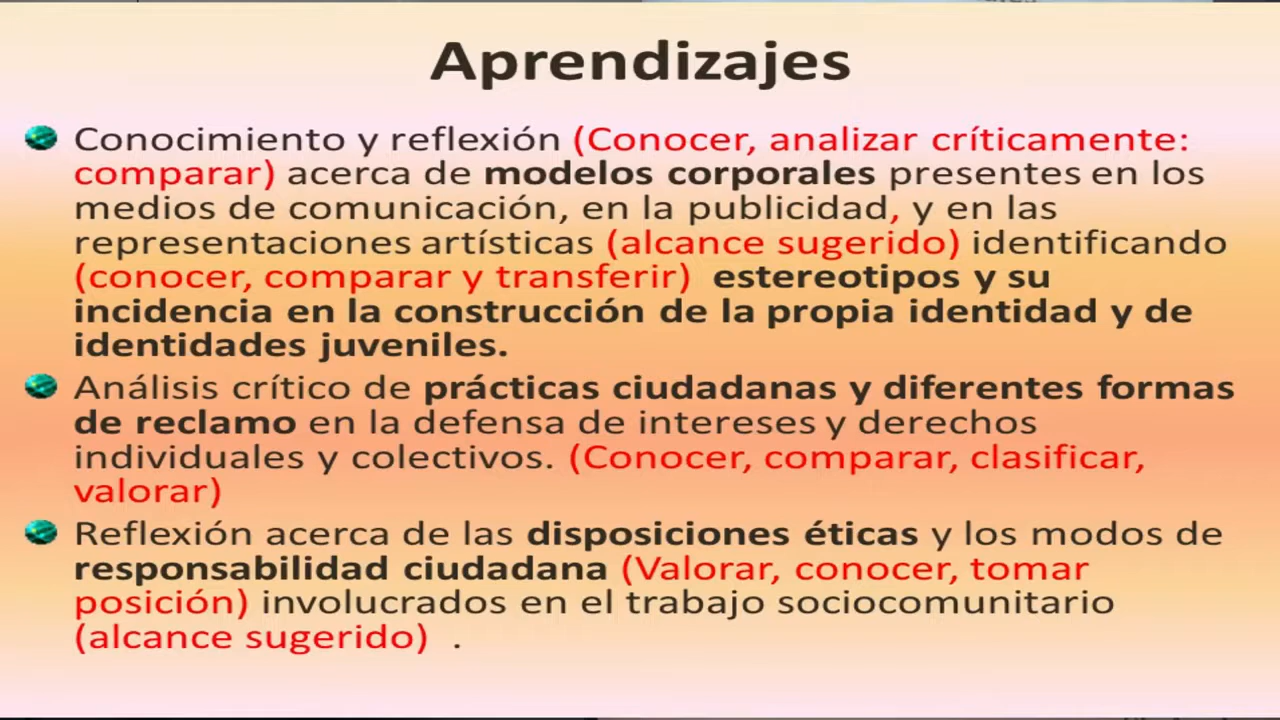 Aprendizajes
Conocimiento y reflexión (Conocer, analizar críticamente:
comparar) acerca de modelos corporales presentes en los
medios de comunicación, en la publicidad, y en las
representaciones artísticas (alcance sugerido) identificando
(conocer, comparar y transferir) estereotipos y su
incidencia en la construcción de la propia identidad y de
identidades juveniles.
Análisis crítico de prácticas ciudadanas y diferentes formas
de reclamo en la defensa de intereses y derechos
individuales y colectivos. (Conocer, comparar, clasificar,
valorar)
Reflexión acerca de las disposiciones éticas y los modos de
responsabilidad ciudadana (Valorar, conocer, tomar
posición) involucrados en el trabajo sociocomunitario
(alcance sugerido) .